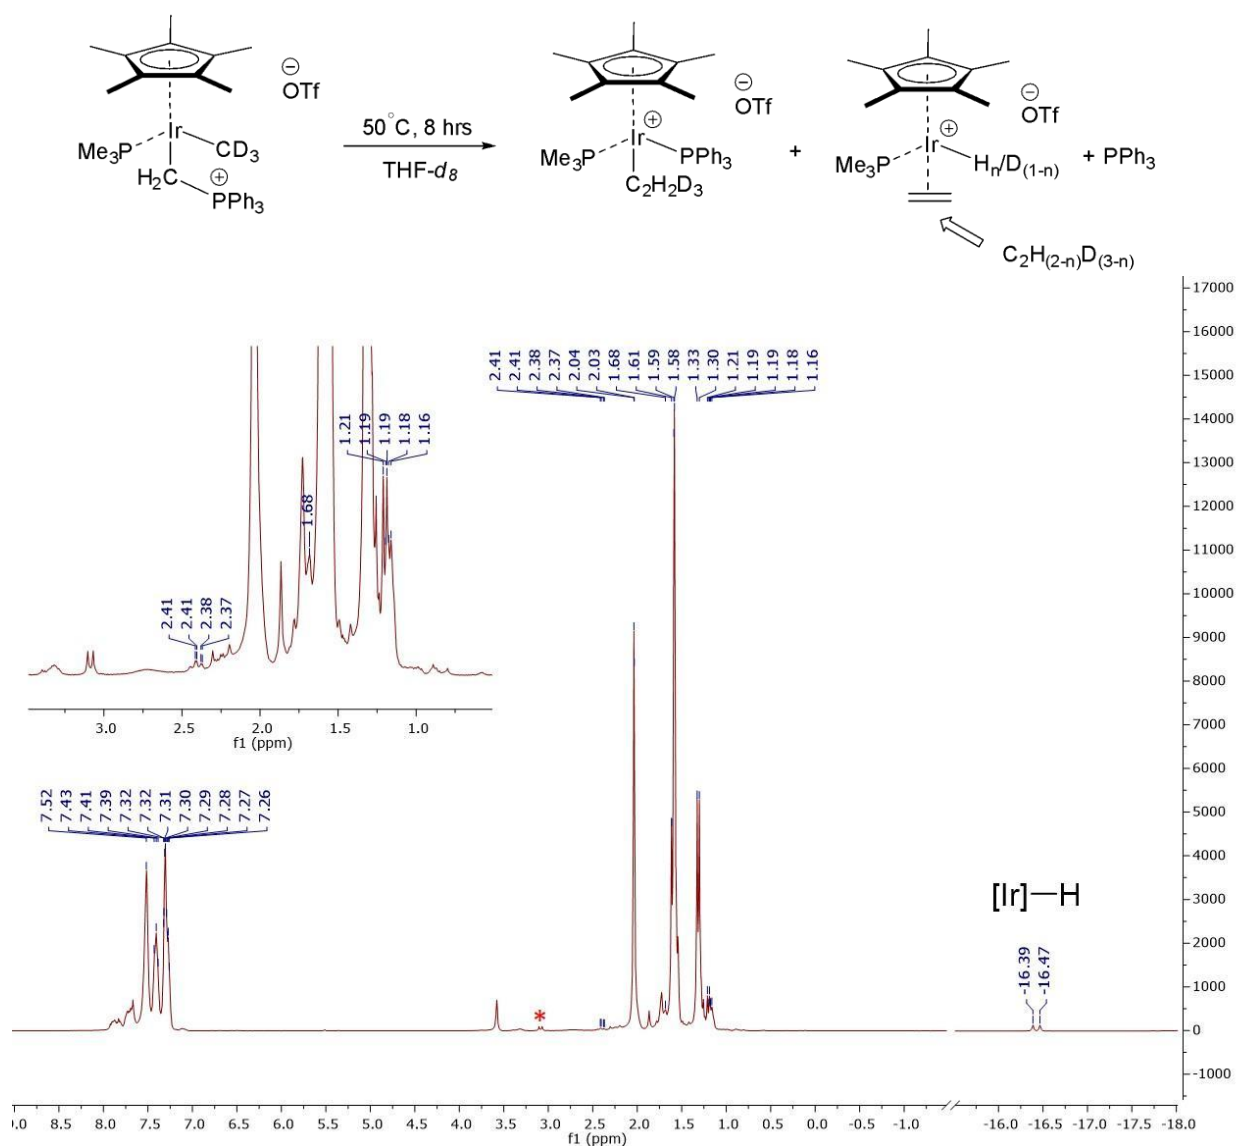 ⊖
OTf
Ir
Me₃P
CD₃
H₂C
⊕
PPh₃
50°C, 8 hrs
THF-d₈
⊖
OTf
⊕
Ir
Me₃P
PPh₃
C₂H₂D₃
+
⊖
OTf
⊕
Ir
Me₃P
Hₙ/D₍₁₋ₙ₎
+ PPh₃
C₂H₍₂₋ₙ₎D₍₃₋ₙ₎
2.41 2.41 2.38 2.37 2.04 2.03 1.68 1.61 1.59 1.58 1.33 1.30 1.21 1.19 1.19 1.18 1.16
1.21 1.19 1.19 1.18 1.16
1.68
2.41 2.41 2.38 2.37
3.0 2.5 2.0 1.5 1.0
f1 (ppm)
7.52 7.43 7.41 7.39 7.32 7.32 7.31 7.30 7.29 7.28 7.27 7.26
*
[Ir]—H
-16.39 -16.47
17000
16000
15000
14000
13000
12000
11000
10000
9000
8000
7000
6000
5000
4000
3000
2000
1000
0
-1000
.0 8.5 8.0 7.5 7.0 6.5 6.0 5.5 5.0 4.5 4.0 3.5 3.0 2.5 2.0 1.5 1.0 0.5 0.0 -1.0 -16.0 -16.5 -17.0 -17.5 -18.0
f1 (ppm)